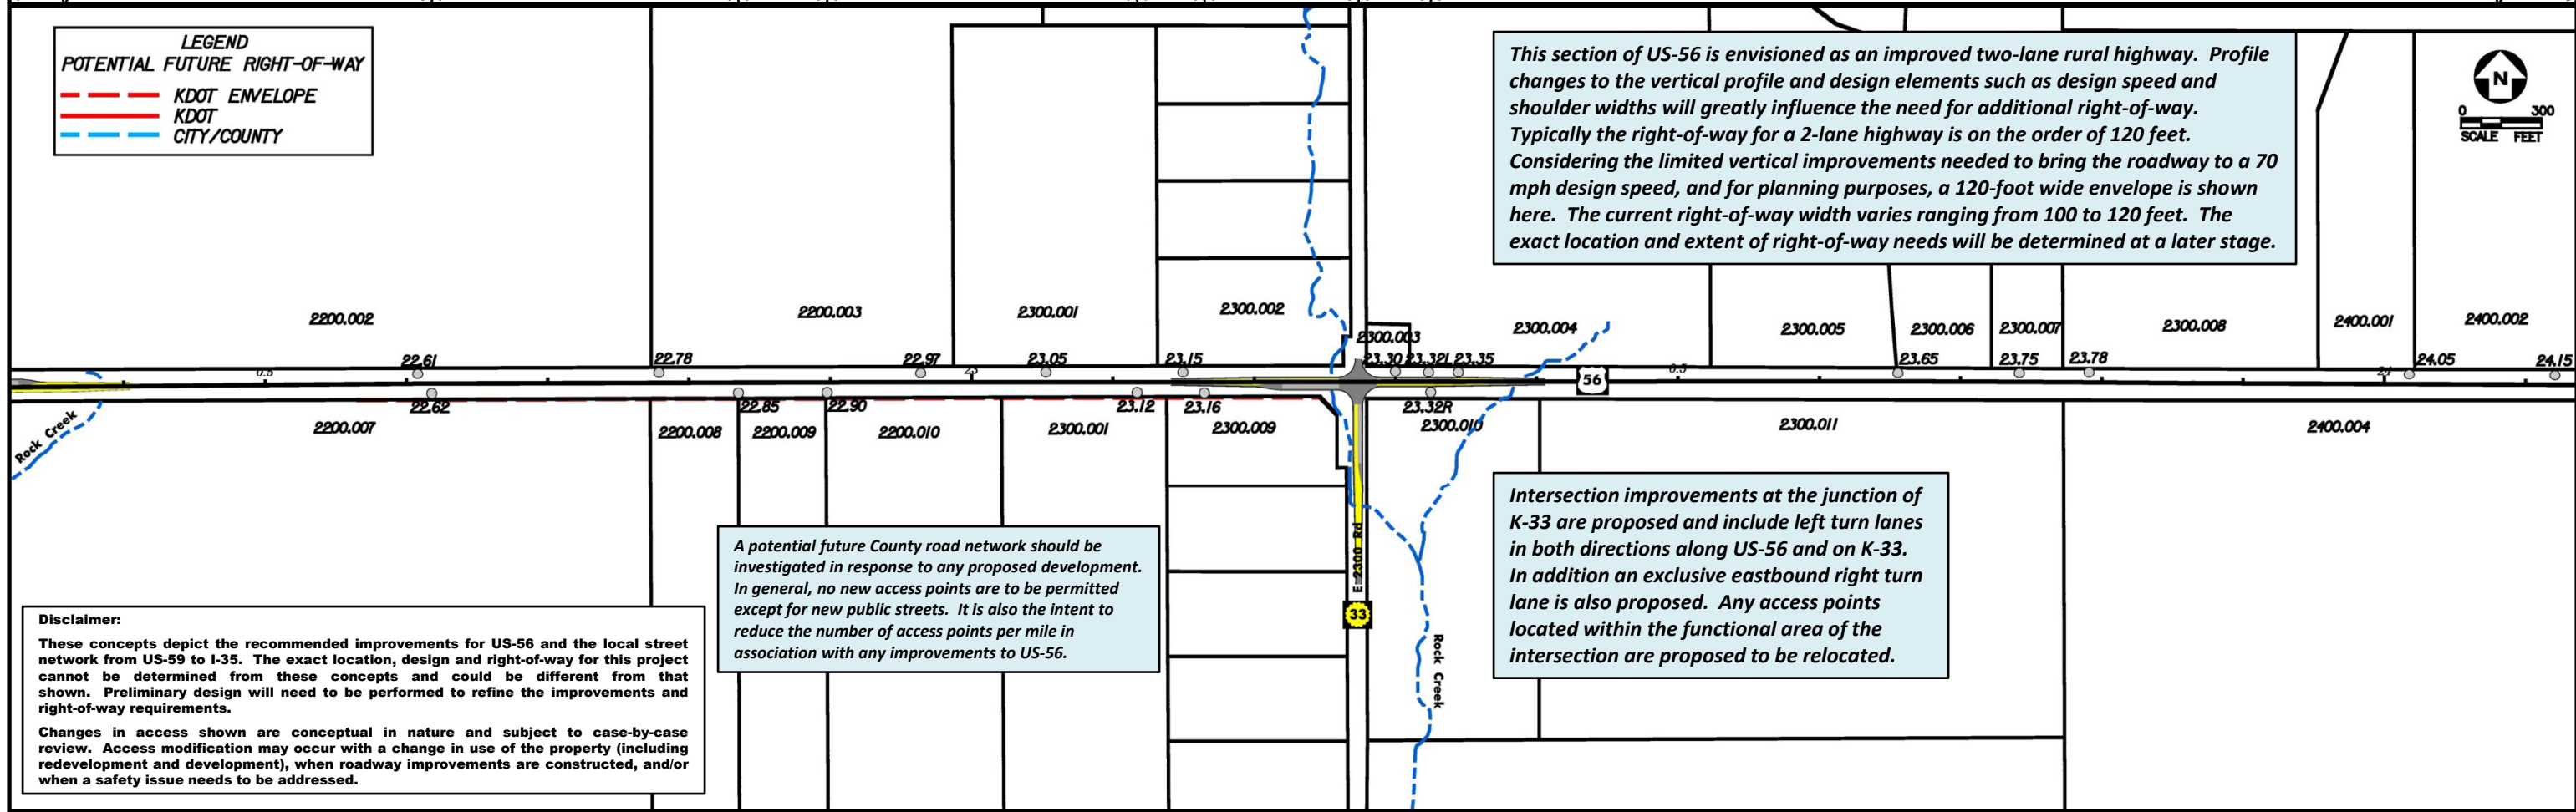 LEGEND
POTENTIAL FUTURE RIGHT-OF-WAY
KDOT ENVELOPE
KDOT
CITY/COUNTY
This section of US-56 is envisioned as an improved two-lane rural highway. Profile
changes to the vertical profile and design elements such as design speed and
shoulder widths will greatly influence the need for additional right-of-way.
Typically the right-of-way for a 2-lane highway is on the order of 120 feet.
Considering the limited vertical improvements needed to bring the roadway to a 70
mph design speed, and for planning purposes, a 120-foot wide envelope is shown
here. The current right-of-way width varies ranging from 100 to 120 feet. The
exact location and extent of right-of-way needs will be determined at a later stage.
N
0 300
SCALE FEET
2200.002
2200.003
2300.001
2300.002
2300.003
2300.004
2300.005
2300.006
2300.007
2300.008
2400.001
2400.002
22.61
22.78
22.97
23.05
23.15
23.30
23.32L
23.35
23.65
23.75
23.78
24.05
24.15
0.5
23
0.5
24
56
22.62
22.85
22.90
23.12
23.16
23.32R
Rock Creek
2200.007
2200.008
2200.009
2200.010
2300.001
2300.009
2300.010
2300.011
2400.004
E 2300 Rd
33
Rock Creek
A potential future County road network should be
investigated in response to any proposed development.
In general, no new access points are to be permitted
except for new public streets. It is also the intent to
reduce the number of access points per mile in
association with any improvements to US-56.
Intersection improvements at the junction of
K-33 are proposed and include left turn lanes
in both directions along US-56 and on K-33.
In addition an exclusive eastbound right turn
lane is also proposed. Any access points
located within the functional area of the
intersection are proposed to be relocated.
Disclaimer:
These concepts depict the recommended improvements for US-56 and the local street
network from US-59 to I-35. The exact location, design and right-of-way for this project
cannot be determined from these concepts and could be different from that
shown. Preliminary design will need to be performed to refine the improvements and
right-of-way requirements.
Changes in access shown are conceptual in nature and subject to case-by-case
review. Access modification may occur with a change in use of the property (including
redevelopment and development), when roadway improvements are constructed, and/or
when a safety issue needs to be addressed.